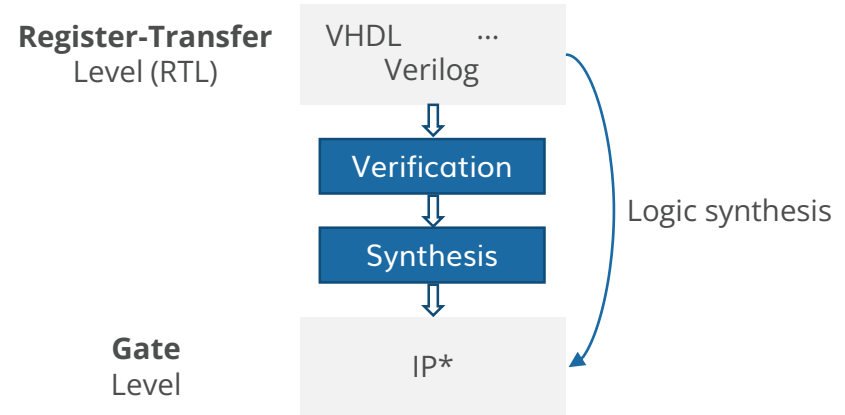 Register-Transfer
Level (RTL)
VHDL ...
Verilog
Verification
Synthesis
Logic synthesis
Gate
Level
IP*